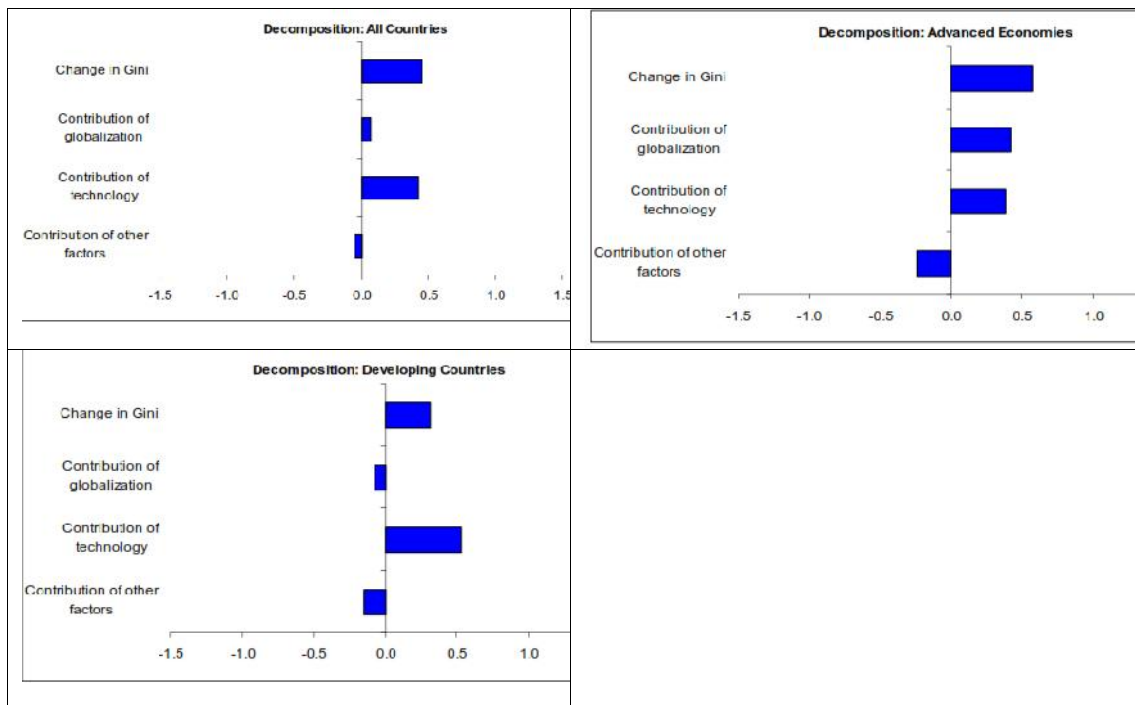 Decomposition: All Countries
Change in Gini
Contribution of
globalization
Contribution of
technology
Contribution of other
factors
-1.5 -1.0 -0.5 0.0 0.5 1.0 1.5
Decomposition: Advanced Economies
Change in Gini
Contribution of
globalization
Contribution of
technology
Contribution of other
factors
-1.5 -1.0 -0.5 0.0 0.5 1.0
Decomposition: Developing Countries
Change in Gini
Contribution of
globalization
Contribution of
technology
Contribution of other
factors
-1.5 -1.0 -0.5 0.0 0.5 1.0